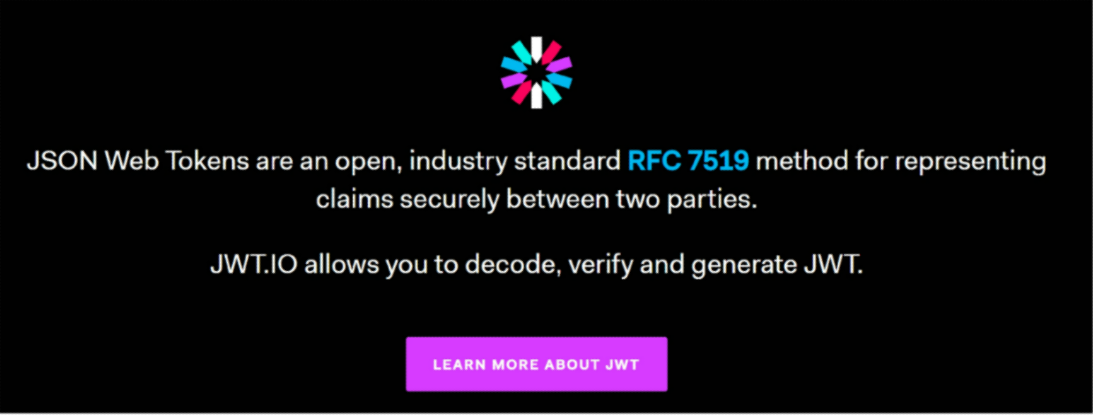 JSON Web Tokens are an open, industry standard RFC 7519 method for representing
claims securely between two parties.
JWT.IO allows you to decode, verify and generate JWT.
LEARN MORE ABOUT JWT